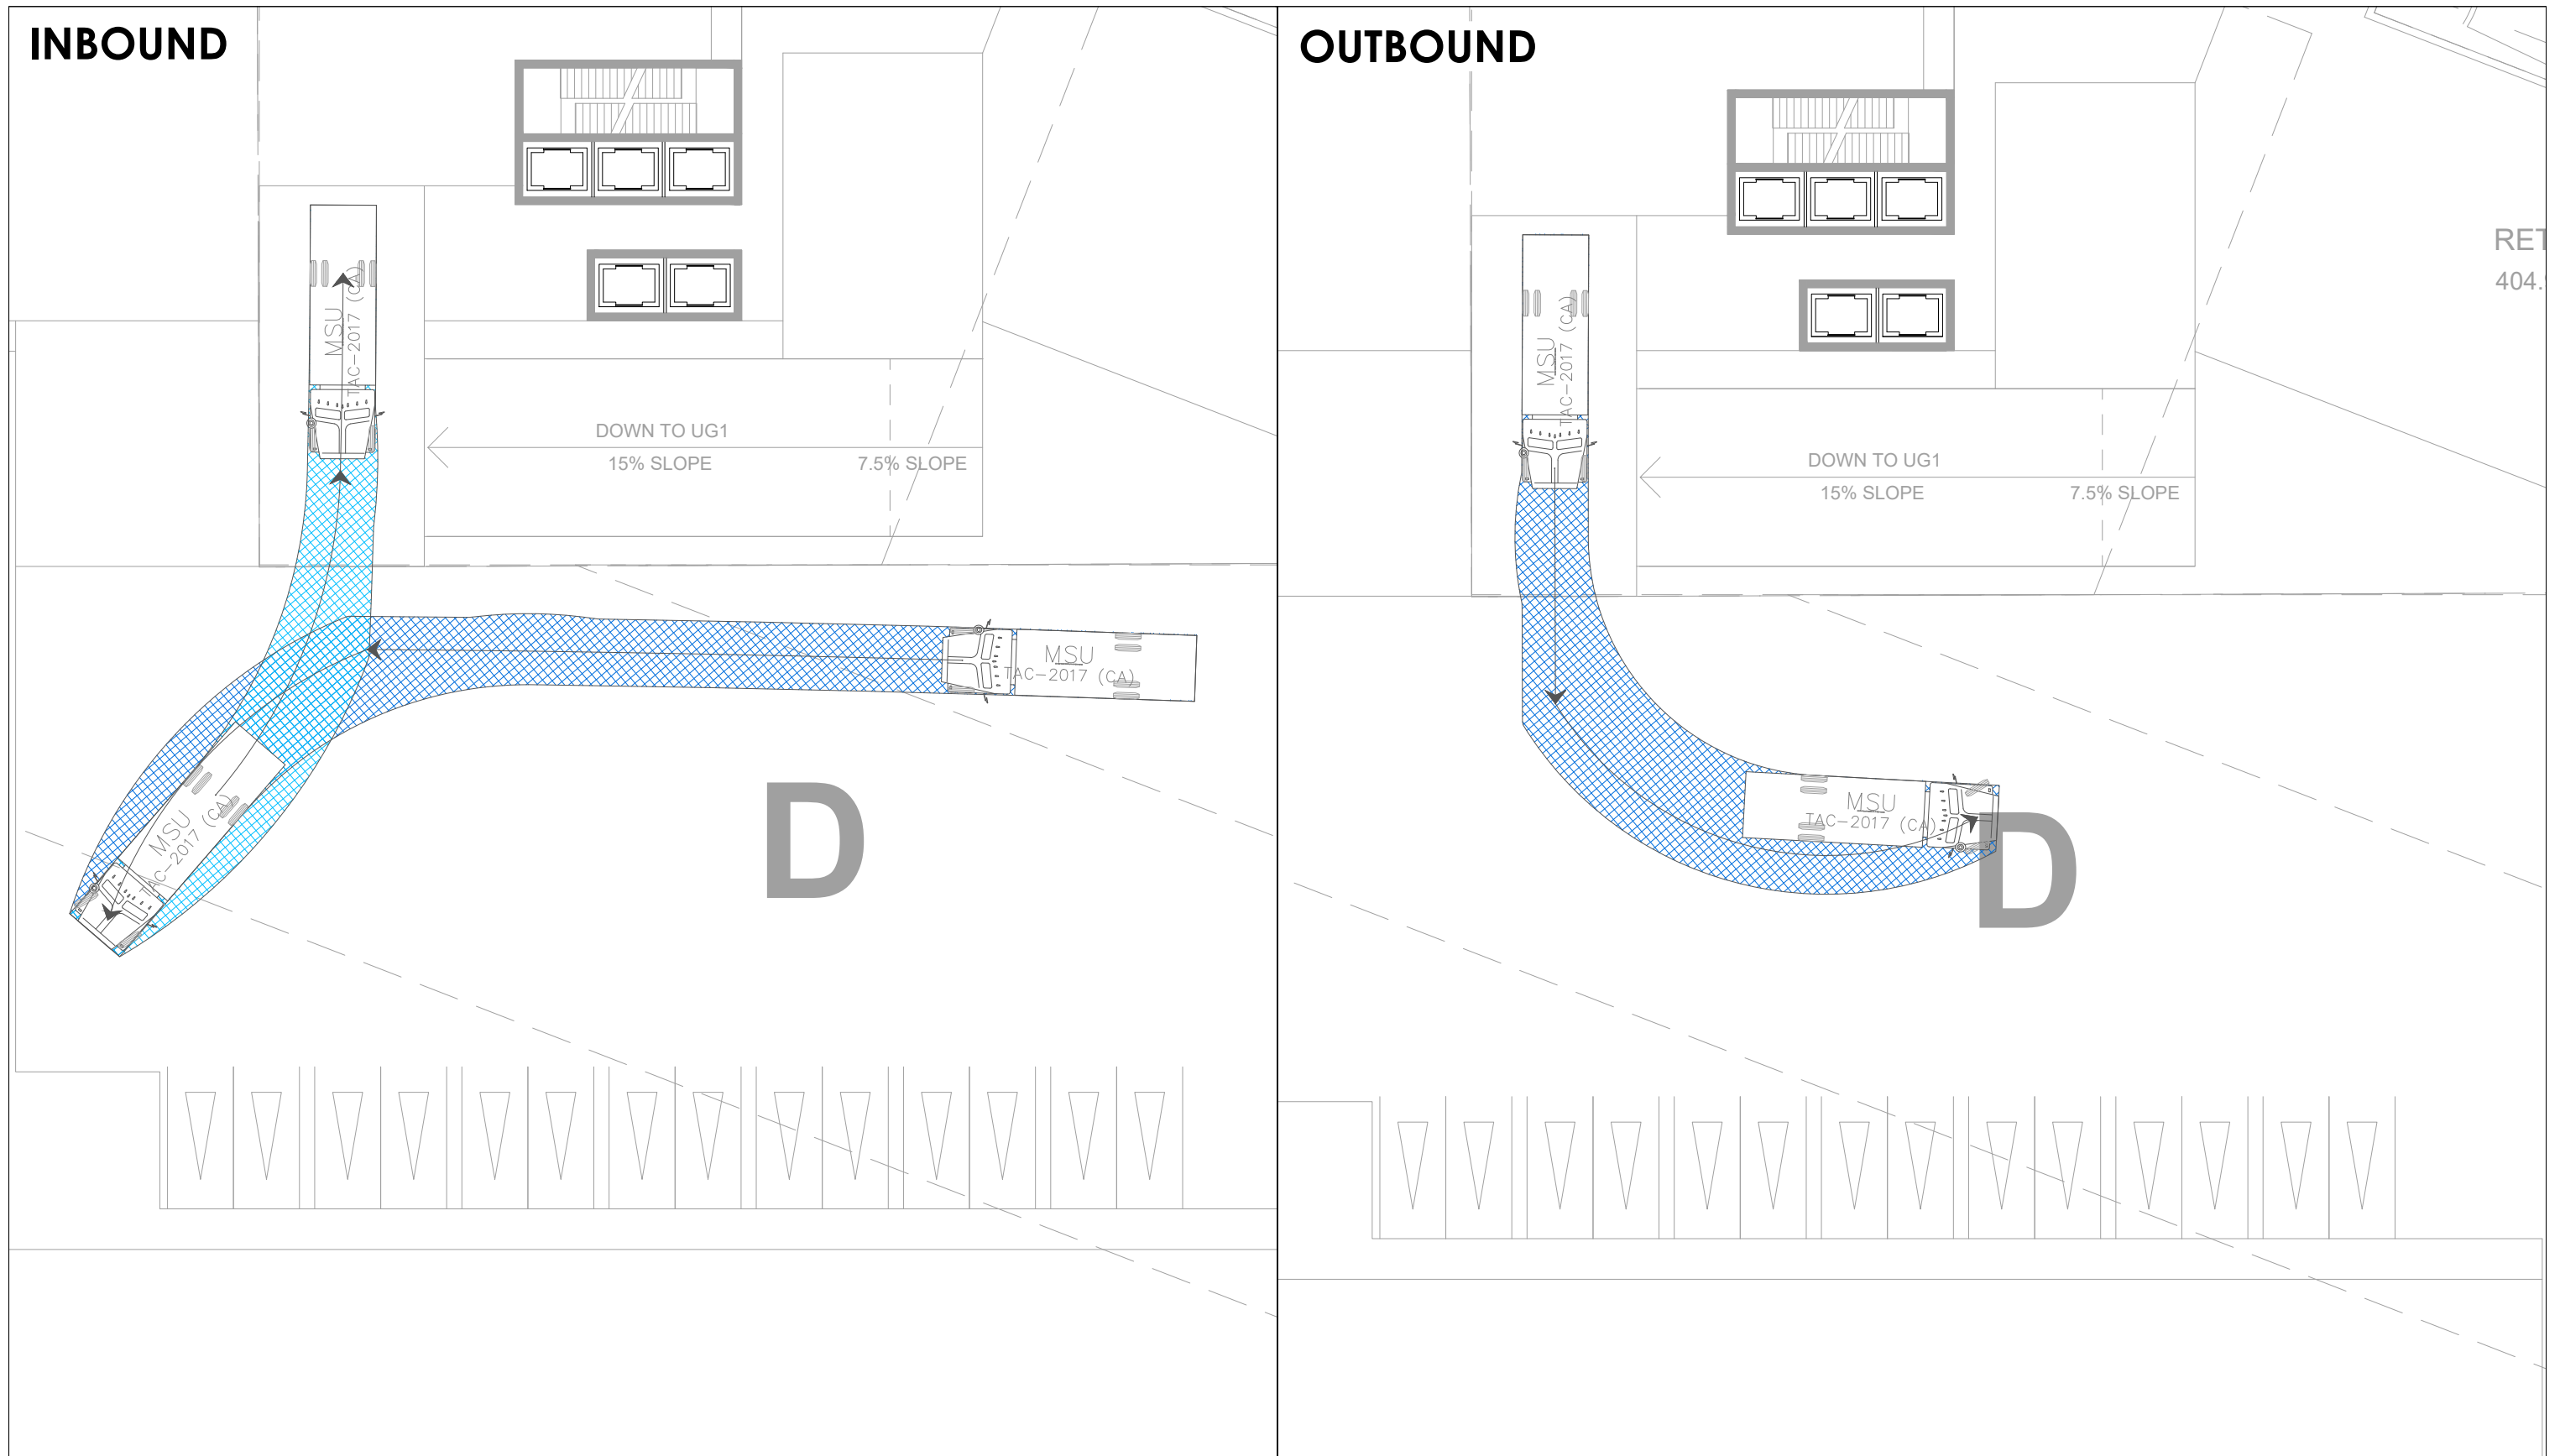 INBOUND
MSU
TAC-2017 (CA)
DOWN TO UG1
15% SLOPE
7.5% SLOPE
MSU
TAC-2017 (CA)
MSU
TAC-2017 (CA)
D
OUTBOUND
RET
404.
MSU
TAC-2017 (CA)
DOWN TO UG1
15% SLOPE
7.5% SLOPE
MSU
TAC-2017 (CA)
D